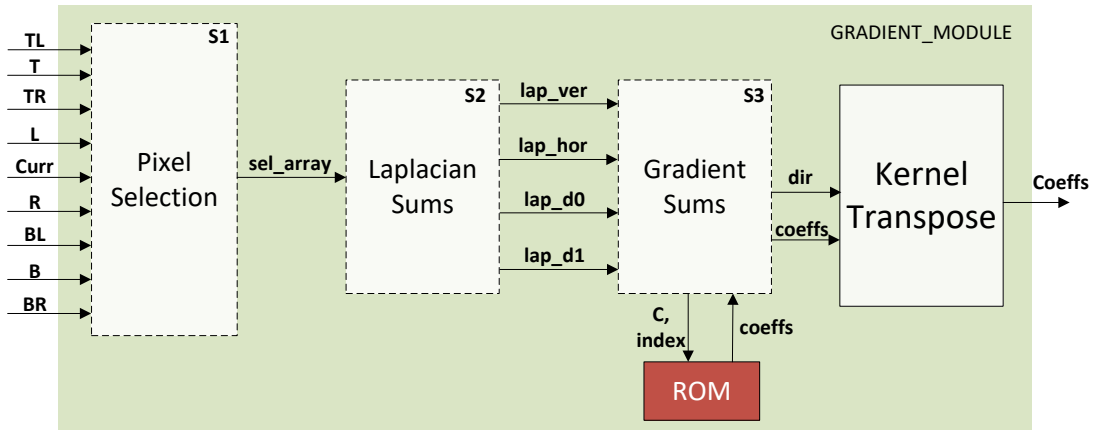 GRADIENT_MODULE
TL
T
TR
L
Curr
R
BL
B
BR
S1
Pixel
Selection
sel_array
S2
Laplacian
Sums
lap_ver
lap_hor
lap_d0
lap_d1
S3
Gradient
Sums
C,
index
coeffs
ROM
dir
coeffs
Kernel
Transpose
Coeffs